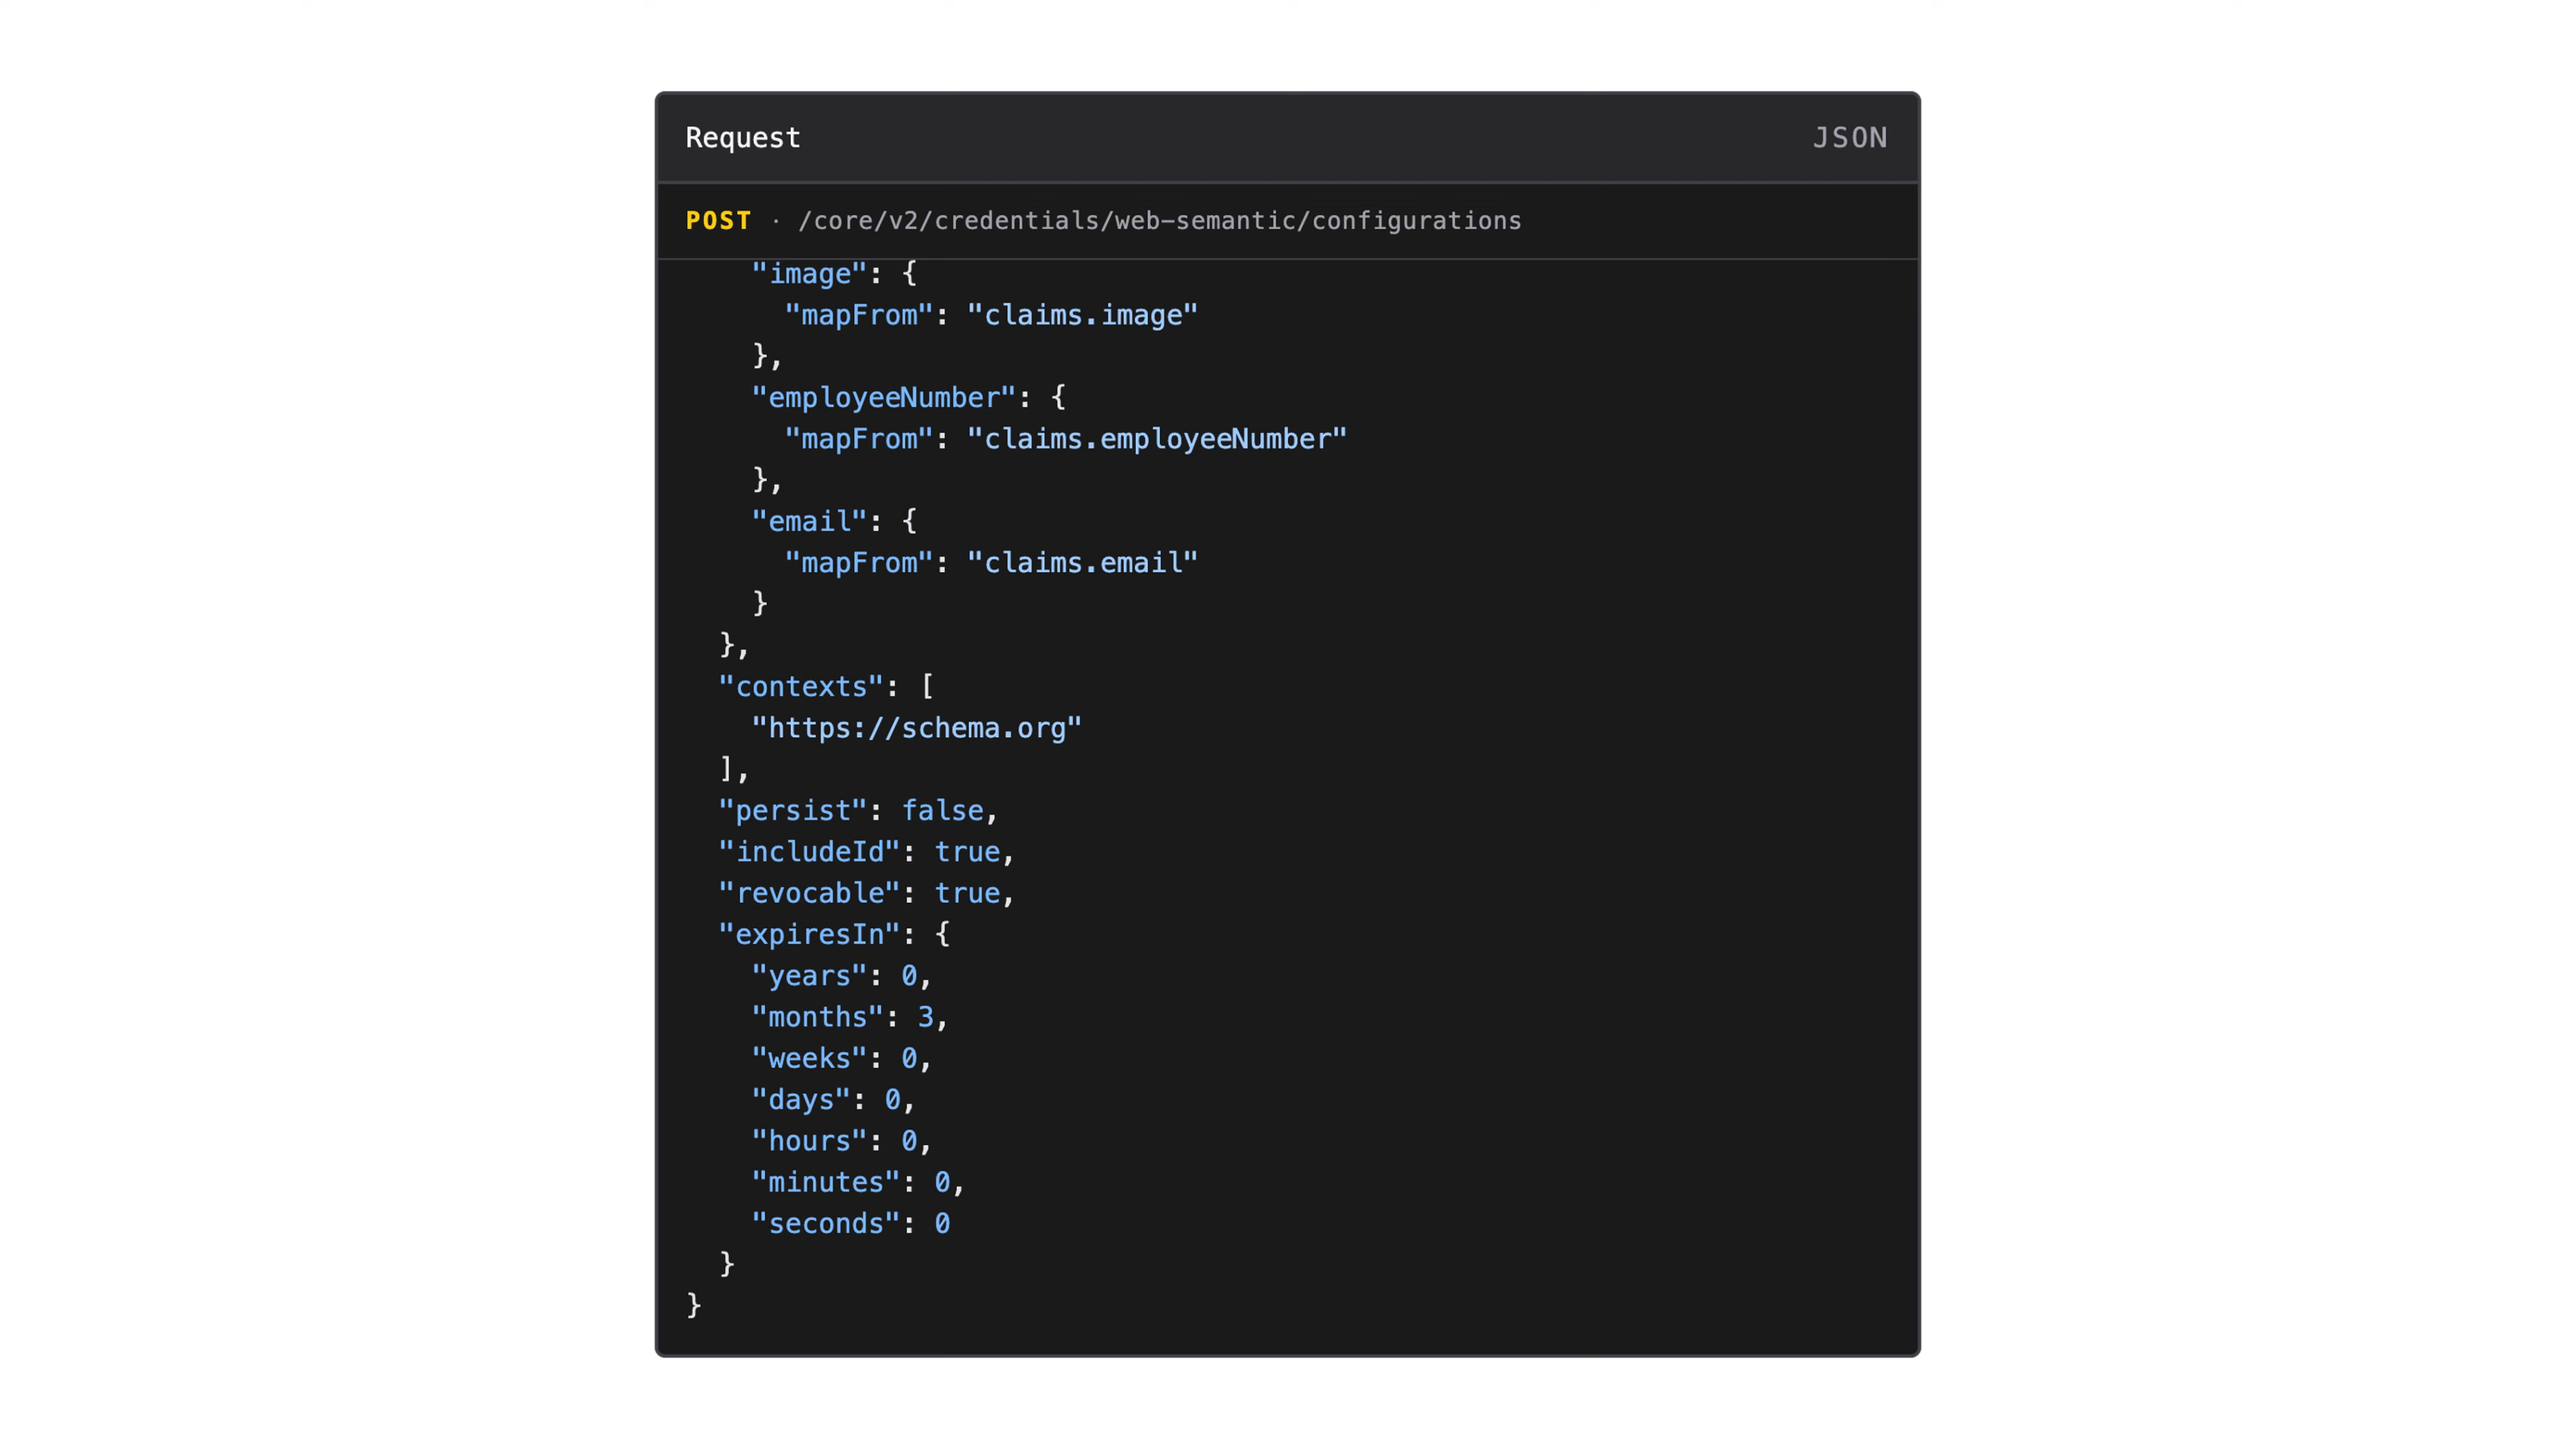 Request JSON
POST · /core/v2/credentials/web-semantic/configurations
"image": {
"mapFrom": "claims.image"
},
"employeeNumber": {
"mapFrom": "claims.employeeNumber"
},
"email": {
"mapFrom": "claims.email"
}
},
"contexts": [
"https://schema.org"
],
"persist": false,
"includeId": true,
"revocable": true,
"expiresIn": {
"years": 0,
"months": 3,
"weeks": 0,
"days": 0,
"hours": 0,
"minutes": 0,
"seconds": 0
}
}